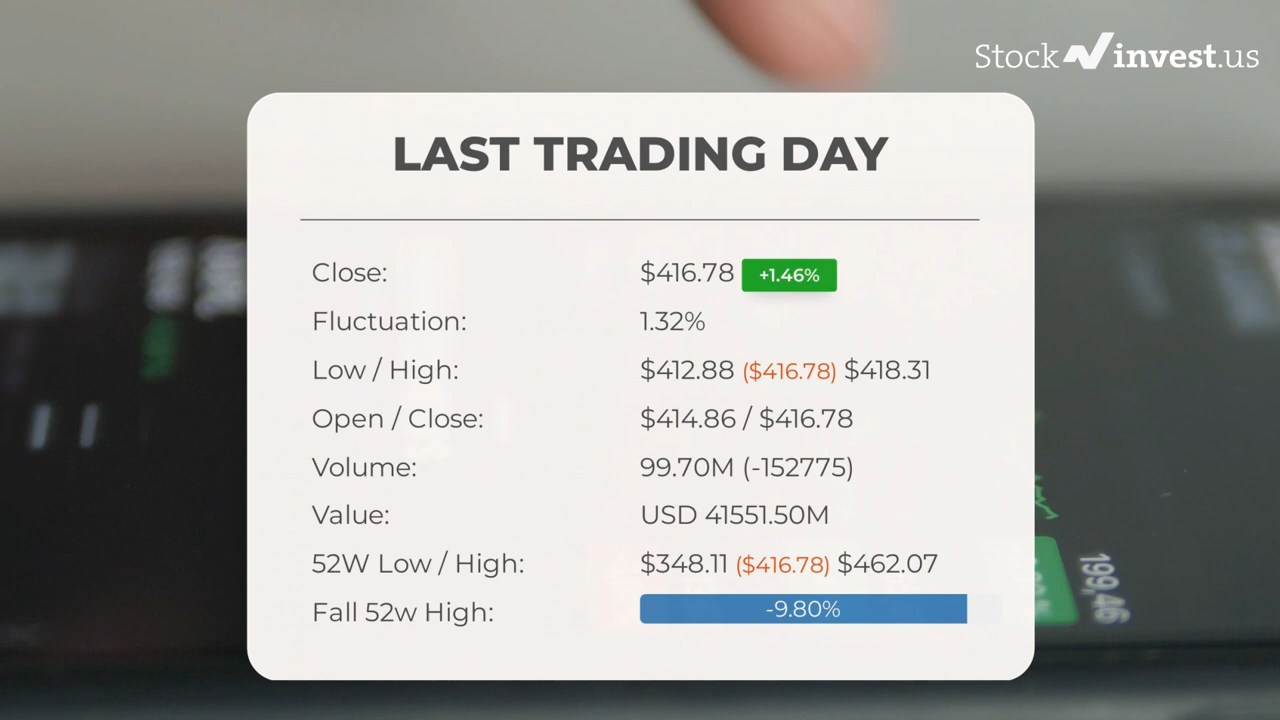 Stock invest.us
LAST TRADING DAY
Close: $416.78 +1.46%
Fluctuation: 1.32%
Low / High: $412.88 ($416.78) $418.31
Open / Close: $414.86 / $416.78
Volume: 99.70M (-152775)
Value: USD 41551.50M
52W Low / High: $348.11 ($416.78) $462.07
Fall 52w High: -9.80%
199,46